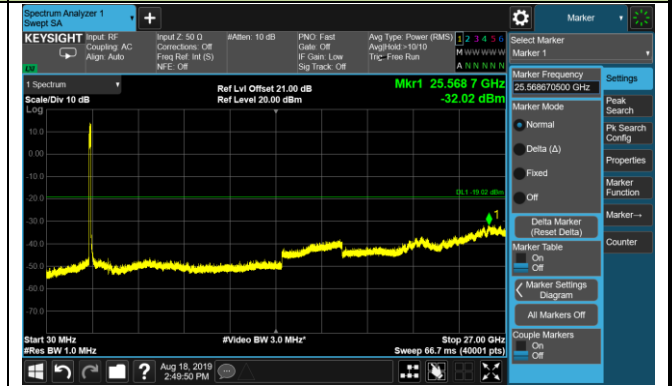 Spectrum Analyzer 1
Swept SA
Marker
KEYSIGHT
Input: RF
Coupling: AC
Align: Auto
Input Z: 50 Ω
Corrections: Off
Freq Ref: Int (S)
NFE: Off
#Atten: 10 dB
PNO: Fast
Gate: Off
IF Gain: Low
Sig Track: Off
Avg Type: Power (RMS)
Avg|Hold:>10/10
Trig: Free Run
1 2 3 4 5 6
M W W W W W
A N N N N N
Select Marker
Marker 1
1 Spectrum
Scale/Div 10 dB
Log
Ref Lvl Offset 21.00 dB
Ref Level 20.00 dBm
Mkr1 25.568 7 GHz
-32.02 dBm
Marker Frequency
25.568670500 GHz
Settings
Marker Mode
Normal
Delta (Δ)
Fixed
Off
Delta Marker
(Reset Delta)
Marker Table
On
Off
Marker Settings
Diagram
All Markers Off
Couple Markers
On
Off
Peak
Search
Pk Search
Config
Properties
Marker
Function
Marker→
Counter
10.0
0.00
-10.0
-20.0
-30.0
-40.0
-50.0
-60.0
-70.0
DL1 -19.02 dBm
1
Start 30 MHz
#Res BW 1.0 MHz
#Video BW 3.0 MHz*
Stop 27.00 GHz
Sweep 66.7 ms (40001 pts)
Aug 18, 2019
2:49:50 PM